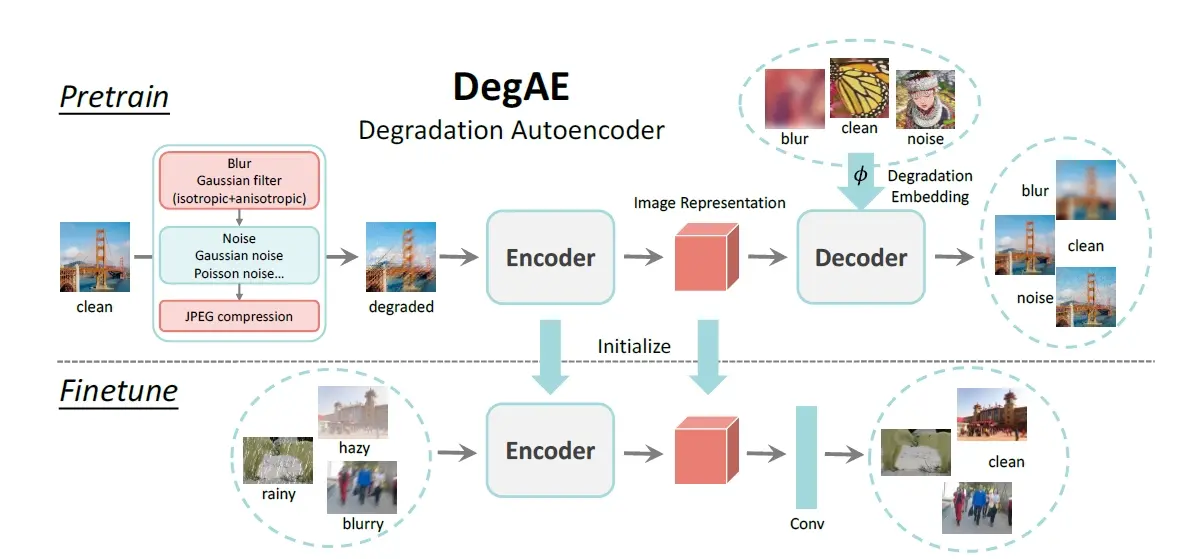 Pretrain
DegAE
Degradation Autoencoder
blur
clean
noise
Blur
Gaussian filter
(isotropic+anisotropic)
Noise
Gaussian noise
Poisson noise...
JPEG compression
clean
degraded
Encoder
Image Representation
ϕ
Degradation
Embedding
Decoder
blur
clean
noise
Initialize
Finetune
hazy
rainy
blurry
Encoder
Conv
clean